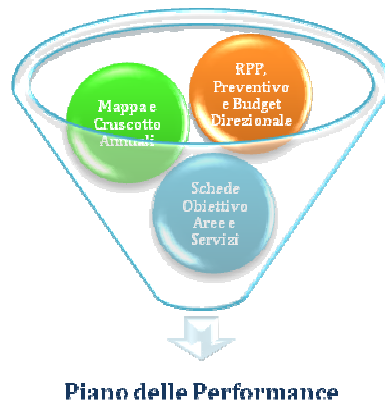 RPP,
Preventivo
e Budget
Direzionale
Mappa e
Cruscotto
Annuali
Schede
Obiettivo
Aree e
Servizi
Piano delle Performance